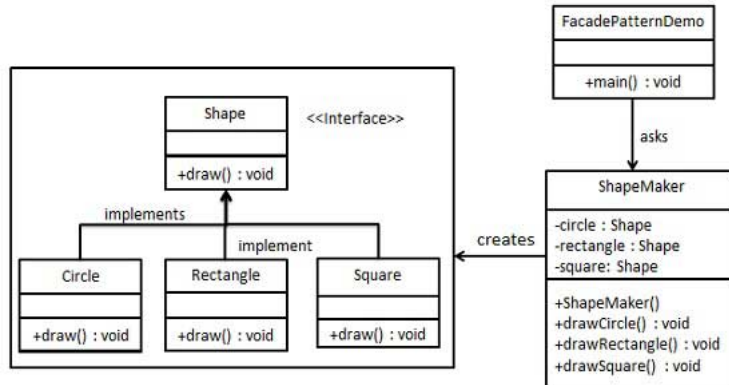 FacadePatternDemo
+main() : void
asks
Shape
<<Interface>>
+draw() : void
implements
implement
Circle
+draw() : void
Rectangle
+draw() : void
Square
+draw() : void
creates
ShapeMaker
-circle : Shape
-rectangle : Shape
-square: Shape
+ShapeMaker()
+drawCircle() : void
+drawRectangle() : void
+drawSquare() : void